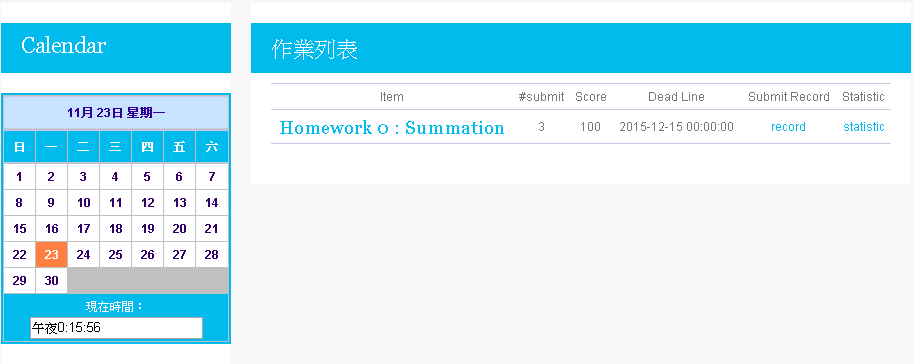 Calendar
11月 23日 星期一
日 一 二 三 四 五 六
1 2 3 4 5 6 7
8 9 10 11 12 13 14
15 16 17 18 19 20 21
22 23 24 25 26 27 28
29 30
現在時間：
午夜0:15:56
作業列表
Item #submit Score Dead Line Submit Record Statistic
Homework 0 : Summation 3 100 2015-12-15 00:00:00 record statistic